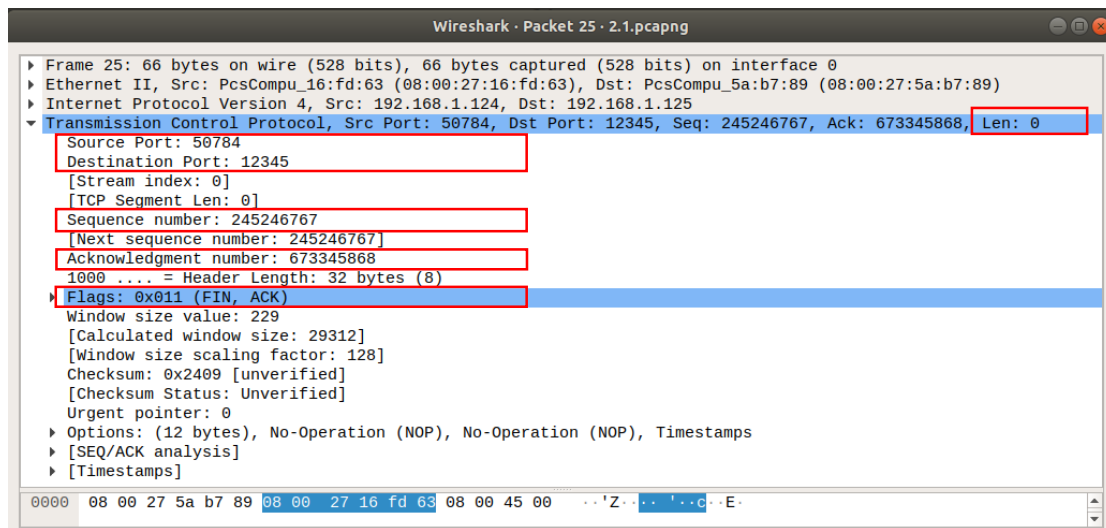 Wireshark · Packet 25 · 2.1.pcapng
Frame 25: 66 bytes on wire (528 bits), 66 bytes captured (528 bits) on interface 0
Ethernet II, Src: PcsCompu_16:fd:63 (08:00:27:16:fd:63), Dst: PcsCompu_5a:b7:89 (08:00:27:5a:b7:89)
Internet Protocol Version 4, Src: 192.168.1.124, Dst: 192.168.1.125
Transmission Control Protocol, Src Port: 50784, Dst Port: 12345, Seq: 245246767, Ack: 673345868, Len: 0
Source Port: 50784
Destination Port: 12345
[Stream index: 0]
[TCP Segment Len: 0]
Sequence number: 245246767
[Next sequence number: 245246767]
Acknowledgment number: 673345868
1000 .... = Header Length: 32 bytes (8)
Flags: 0x011 (FIN, ACK)
Window size value: 229
[Calculated window size: 29312]
[Window size scaling factor: 128]
Checksum: 0x2409 [unverified]
[Checksum Status: Unverified]
Urgent pointer: 0
Options: (12 bytes), No-Operation (NOP), No-Operation (NOP), Timestamps
[SEQ/ACK analysis]
[Timestamps]
0000 08 00 27 5a b7 89 08 00 27 16 fd 63 08 00 45 00 ··'Z···· '··c··E·